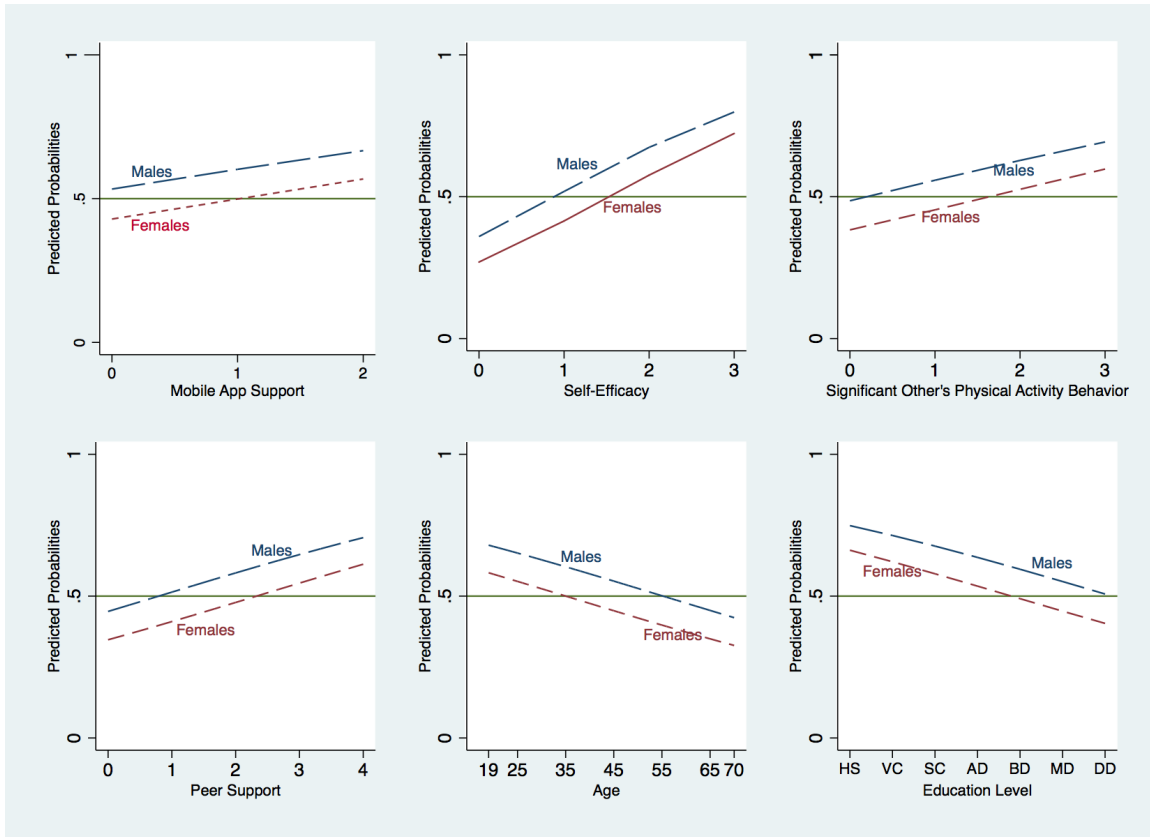 Predicted Probabilities
1
.5
0
Males
Females
0 1 2
Mobile App Support
Predicted Probabilities
1
.5
0
Males
Females
0 1 2 3
Self-Efficacy
Predicted Probabilities
1
.5
0
Males
Females
0 1 2 3
Significant Other's Physical Activity Behavior
Predicted Probabilities
1
.5
0
Males
Females
0 1 2 3 4
Peer Support
Predicted Probabilities
1
.5
0
Males
Females
19 25 35 45 55 65 70
Age
Predicted Probabilities
1
.5
0
Males
Females
HS VC SC AD BD MD DD
Education Level